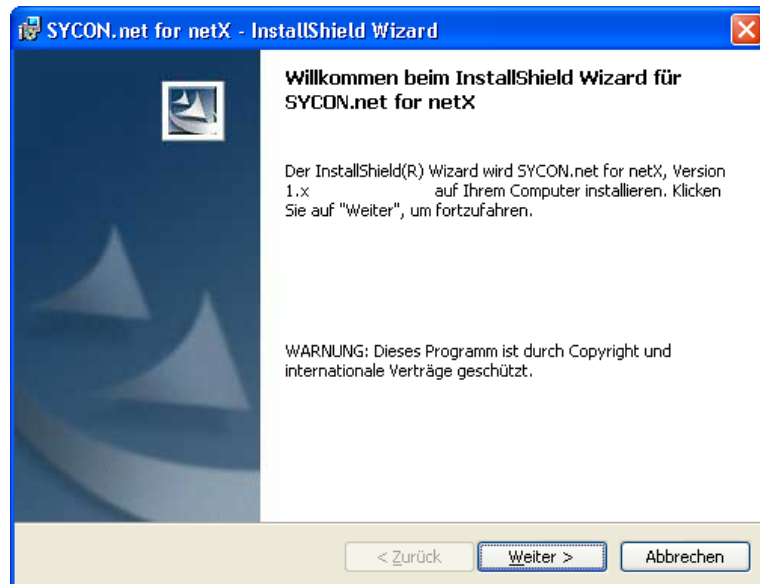 SYCON.net for netX - InstallShield Wizard
Willkommen beim InstallShield Wizard für
SYCON.net for netX
Der InstallShield(R) Wizard wird SYCON.net for netX, Version
1.x auf Ihrem Computer installieren. Klicken
Sie auf "Weiter", um fortzufahren.
WARNUNG: Dieses Programm ist durch Copyright und
internationale Verträge geschützt.
< Zurück Weiter > Abbrechen